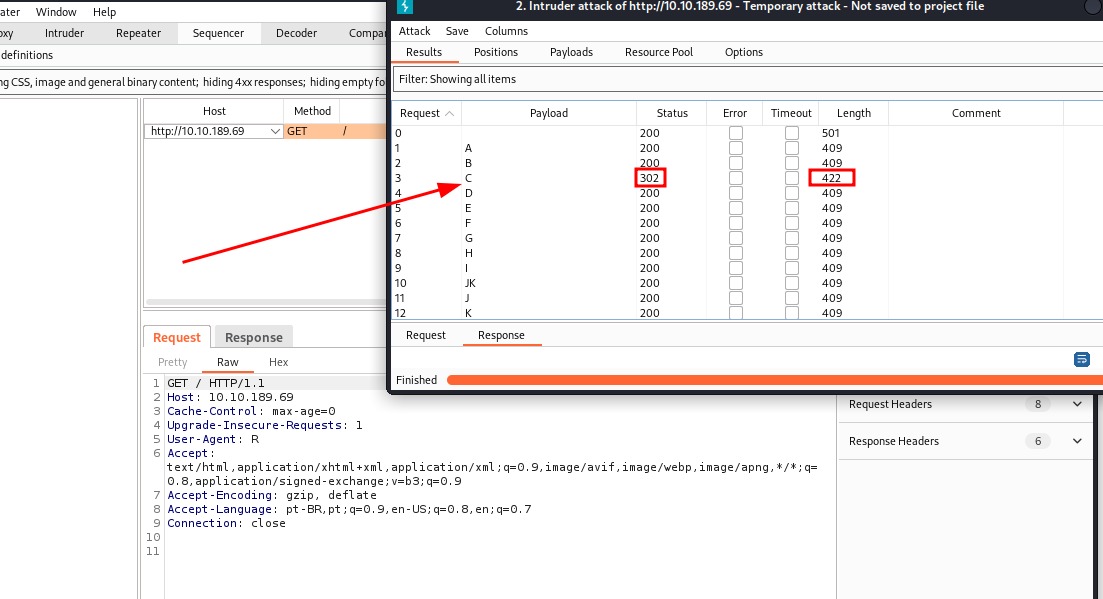 ater Window Help
oxy Intruder Repeater Sequencer Decoder Compar
definitions
ng CSS, image and general binary content; hiding 4xx responses; hiding empty fo
Host Method
http://10.10.189.69 GET /
2. Intruder attack of http://10.10.189.69 - Temporary attack - Not saved to project file
Attack Save Columns
Results Positions Payloads Resource Pool Options
Filter: Showing all items
Request Payload Status Error Timeout Length Comment
0 200 501
1 A 200 409
2 B 200 409
3 C 302 422
4 D 200 409
5 E 200 409
6 F 200 409
7 G 200 409
8 H 200 409
9 I 200 409
10 JK 200 409
11 J 200 409
12 K 200 409
Request Response
Finished
Request Response
Pretty Raw Hex
1 GET / HTTP/1.1
2 Host: 10.10.189.69
3 Cache-Control: max-age=0
4 Upgrade-Insecure-Requests: 1
5 User-Agent: R
6 Accept:
text/html,application/xhtml+xml,application/xml;q=0.9,image/avif,image/webp,image/apng,*/*;q=
0.8,application/signed-exchange;v=b3;q=0.9
7 Accept-Encoding: gzip, deflate
8 Accept-Language: pt-BR,pt;q=0.9,en-US;q=0.8,en;q=0.7
9 Connection: close
10
11
Request Headers 8
Response Headers 6